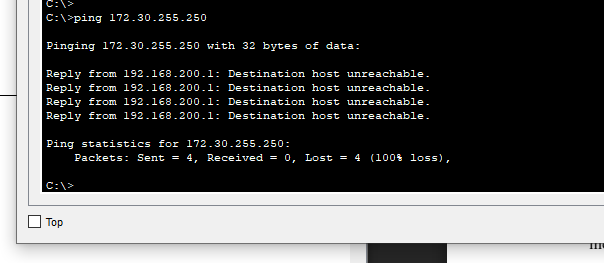 C:\>
C:\>ping 172.30.255.250
Pinging 172.30.255.250 with 32 bytes of data:
Reply from 192.168.200.1: Destination host unreachable.
Reply from 192.168.200.1: Destination host unreachable.
Reply from 192.168.200.1: Destination host unreachable.
Reply from 192.168.200.1: Destination host unreachable.
Ping statistics for 172.30.255.250:
Packets: Sent = 4, Received = 0, Lost = 4 (100% loss),
C:\>
Top